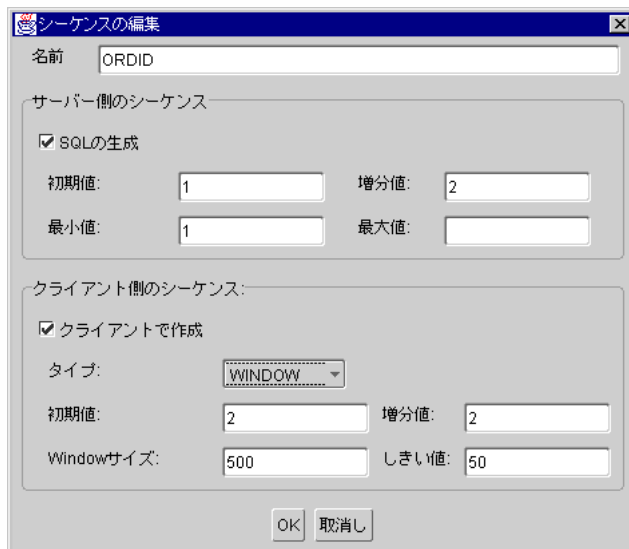 シーケンスの編集
名前 ORDID
サーバー側のシーケンス
SQLの生成
初期値: 1 増分値: 2
最小値: 1 最大値:
クライアント側のシーケンス:
クライアントで作成
タイプ: WINDOW
初期値: 2 増分値: 2
Windowサイズ: 500 しきい値: 50
OK 取消し